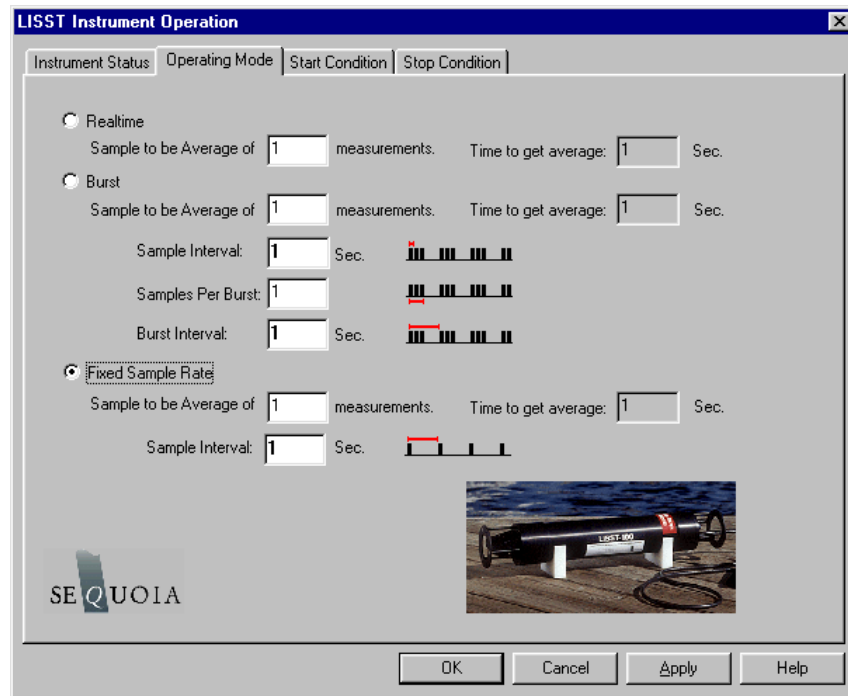 LISST Instrument Operation
Instrument Status Operating Mode Start Condition Stop Condition
Realtime
Sample to be Average of 1 measurements. Time to get average: 1 Sec.
Burst
Sample to be Average of 1 measurements. Time to get average: 1 Sec.
Sample Interval: 1 Sec.
Samples Per Burst: 1
Burst Interval: 1 Sec.
Fixed Sample Rate
Sample to be Average of 1 measurements. Time to get average: 1 Sec.
Sample Interval: 1 Sec.
LISST-100
SEQUOIA
OK Cancel Apply Help